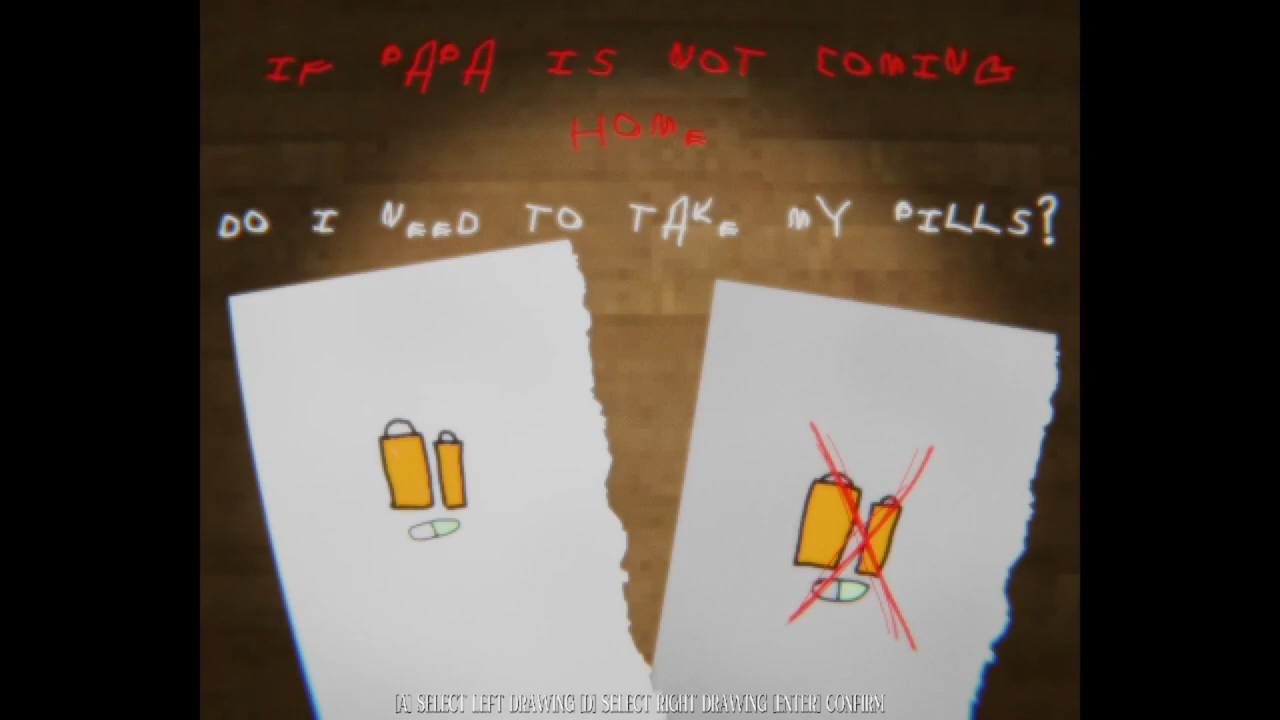 IF PAPA IS NOT COMING
HOME
DO I NEED TO TAKE MY PILLS?
[A] SELECT LEFT DRAWING [D] SELECT RIGHT DRAWING [ENTER] CONFIRM